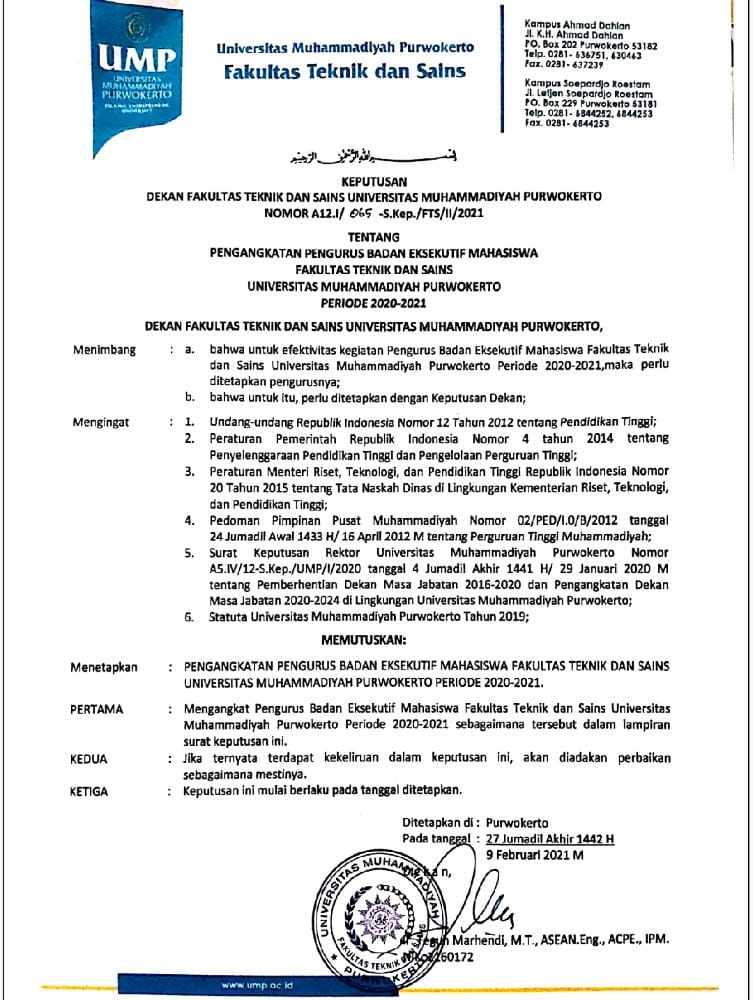 UMP
UNIVERSITAS
MUHAMMADIYAH
PURWOKERTO
Universitas Muhammadiyah Purwokerto
Fakultas Teknik dan Sains
Kampus Ahmad Dahlan
Jl. K.H. Ahmad Dahlan
PO. Box 202 Purwokerto 53182
Telp. 0281- 636751, 630463
Fax. 0281- 637239
Kampus Soepardjo Roestam
Jl. Letjen Soepardjo Roestam
PO. Box 229 Purwokerto 53181
Telp. 0281- 6844252, 6844253
Fax. 0281- 6844253
بسم الله الرحمن الرحيم
KEPUTUSAN
DEKAN FAKULTAS TEKNIK DAN SAINS UNIVERSITAS MUHAMMADIYAH PURWOKERTO
NOMOR A12.I/ 065 -S.Kep./FTS/II/2021
TENTANG
PENGANGKATAN PENGURUS BADAN EKSEKUTIF MAHASISWA
FAKULTAS TEKNIK DAN SAINS
UNIVERSITAS MUHAMMADIYAH PURWOKERTO
PERIODE 2020-2021
DEKAN FAKULTAS TEKNIK DAN SAINS UNIVERSITAS MUHAMMADIYAH PURWOKERTO,
Menimbang : a. bahwa untuk efektivitas kegiatan Pengurus Badan Eksekutif Mahasiswa Fakultas Teknik
dan Sains Universitas Muhammadiyah Purwokerto Periode 2020-2021,maka perlu
ditetapkan pengurusnya;
b. bahwa untuk itu, perlu ditetapkan dengan Keputusan Dekan;
Mengingat : 1. Undang-undang Republik Indonesia Nomor 12 Tahun 2012 tentang Pendidikan Tinggi;
2. Peraturan Pemerintah Republik Indonesia Nomor 4 tahun 2014 tentang
Penyelenggaraan Pendidikan Tinggi dan Pengelolaan Perguruan Tinggi;
3. Peraturan Menteri Riset, Teknologi, dan Pendidikan Tinggi Republik Indonesia Nomor
20 Tahun 2015 tentang Tata Naskah Dinas di Lingkungan Kementerian Riset, Teknologi,
dan Pendidikan Tinggi;
4. Pedoman Pimpinan Pusat Muhammadiyah Nomor 02/PED/I.0/B/2012 tanggal
24 Jumadil Awal 1433 H/ 16 April 2012 M tentang Perguruan Tinggi Muhammadiyah;
5. Surat Keputusan Rektor Universitas Muhammadiyah Purwokerto Nomor
A5.IV/12-S.Kep./UMP/I/2020 tanggal 4 Jumadil Akhir 1441 H/ 29 Januari 2020 M
tentang Pemberhentian Dekan Masa Jabatan 2016-2020 dan Pengangkatan Dekan
Masa Jabatan 2020-2024 di Lingkungan Universitas Muhammadiyah Purwokerto;
6. Statuta Universitas Muhammadiyah Purwokerto Tahun 2019;
MEMUTUSKAN:
Menetapkan : PENGANGKATAN PENGURUS BADAN EKSEKUTIF MAHASISWA FAKULTAS TEKNIK DAN SAINS
UNIVERSITAS MUHAMMADIYAH PURWOKERTO PERIODE 2020-2021.
PERTAMA : Mengangkat Pengurus Badan Eksekutif Mahasiswa Fakultas Teknik dan Sains Universitas
Muhammadiyah Purwokerto Periode 2020-2021 sebagaimana tersebut dalam lampiran
surat keputusan ini.
KEDUA : Jika ternyata terdapat kekeliruan dalam keputusan ini, akan diadakan perbaikan
sebagaimana mestinya.
KETIGA : Keputusan ini mulai berlaku pada tanggal ditetapkan.
Ditetapkan di : Purwokerto
Pada tanggal : 27 Jumadil Akhir 1442 H
9 Februari 2021 M
UNIVERSITAS MUHAMMADIYAH
PURWOKERTO
FAKULTAS TEKNIK DAN SAINS
Marhendi, M.T., ASEAN.Eng., ACPE., IPM.
www.ump.ac.id